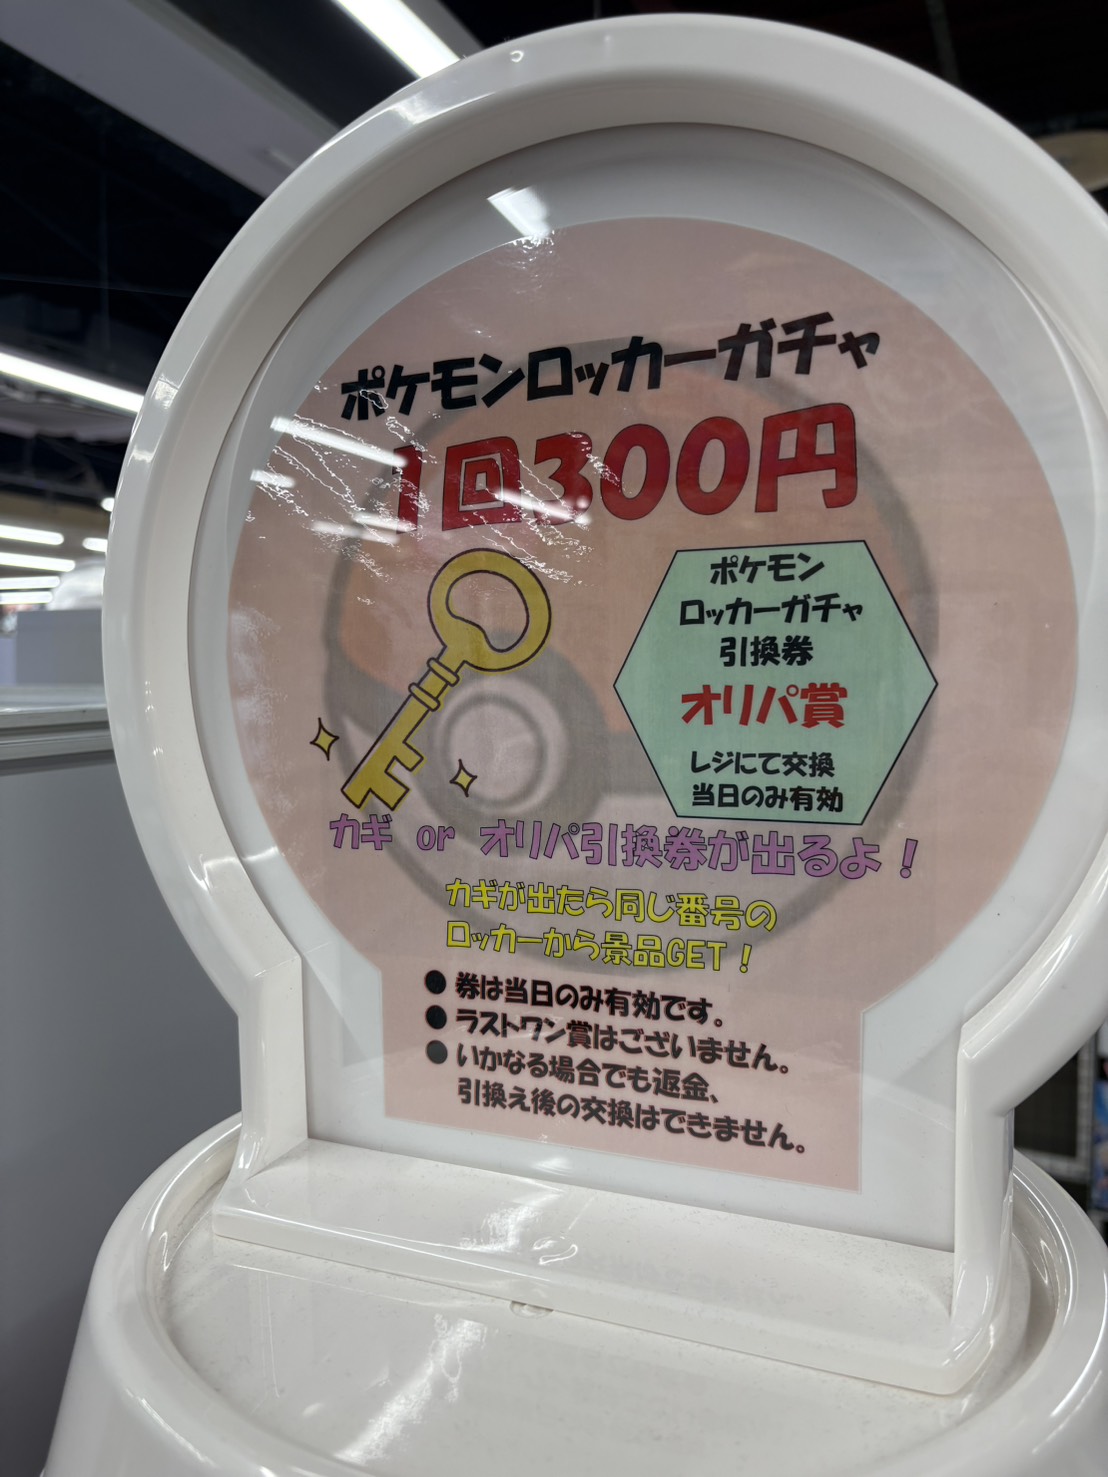 ポケモンロッカーガチャ
1回300円
ポケモン
ロッカーガチャ
引換券
オリパ賞
レジにて交換
当日のみ有効
カギ or オリパ引換券が出るよ！
カギが出たら同じ番号の
ロッカーから景品GET！
● 券は当日のみ有効です。
● ラストワン賞はございません。
● いかなる場合でも返金、
引換え後の交換はできません。